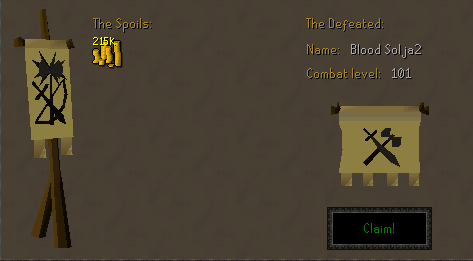 The Spoils:
215K
The Defeated:
Name: Blood Solja2
Combat level: 101
Claim!